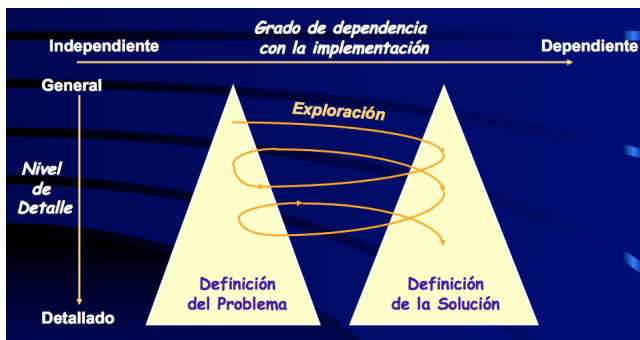 Grado de dependencia
con la implementación
Independiente
Dependiente
General
Exploración
Nivel
de
Detalle
Definición
del Problema
Definición
de la Solución
Detallado